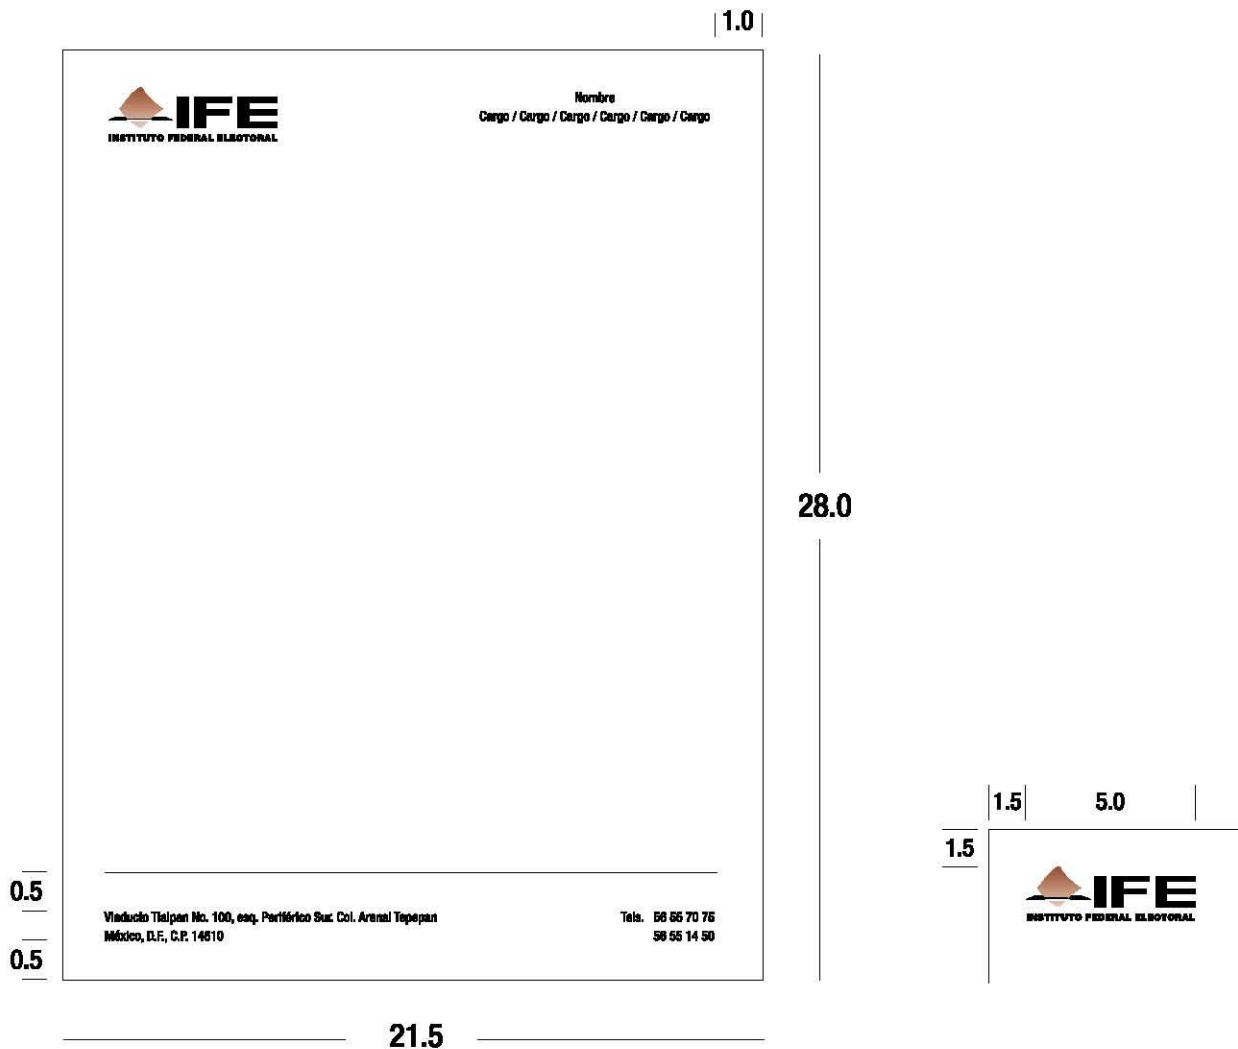 1.0
IFE
INSTITUTO FEDERAL ELECTORAL
Nombre
Cargo / Cargo / Cargo / Cargo / Cargo / Cargo
28.0
0.5
0.5
Viaducto Tlalpan No. 100, esq. Periférico Sur. Col. Arenal Tepepan
México, D.F., C.P. 14610
Tels. 56 55 70 75
56 55 14 50
21.5
1.5
5.0
1.5
IFE
INSTITUTO FEDERAL ELECTORAL